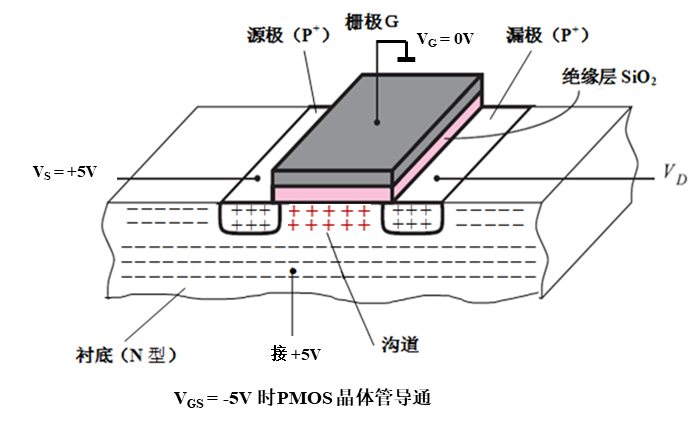 栅极 G
源极（P⁺）
V_G = 0V
漏极（P⁺）
绝缘层 SiO₂
V_S = +5V
V_D
衬底（N 型）
接 +5V
沟道
V_GS = -5V 时PMOS 晶体管导通